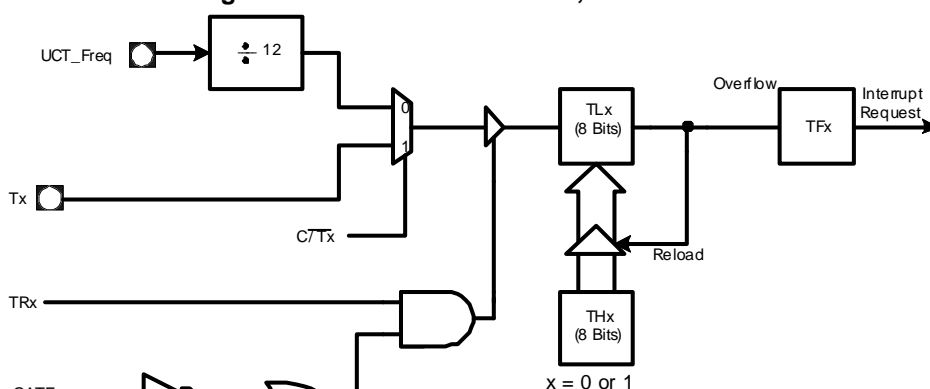 UCT_Freq
÷ 12
0
1
Tx
C/T̅x
TLx
(8 Bits)
Overflow
TFx
Interrupt
Request
Reload
TRx
THx
(8 Bits)
x = 0 or 1